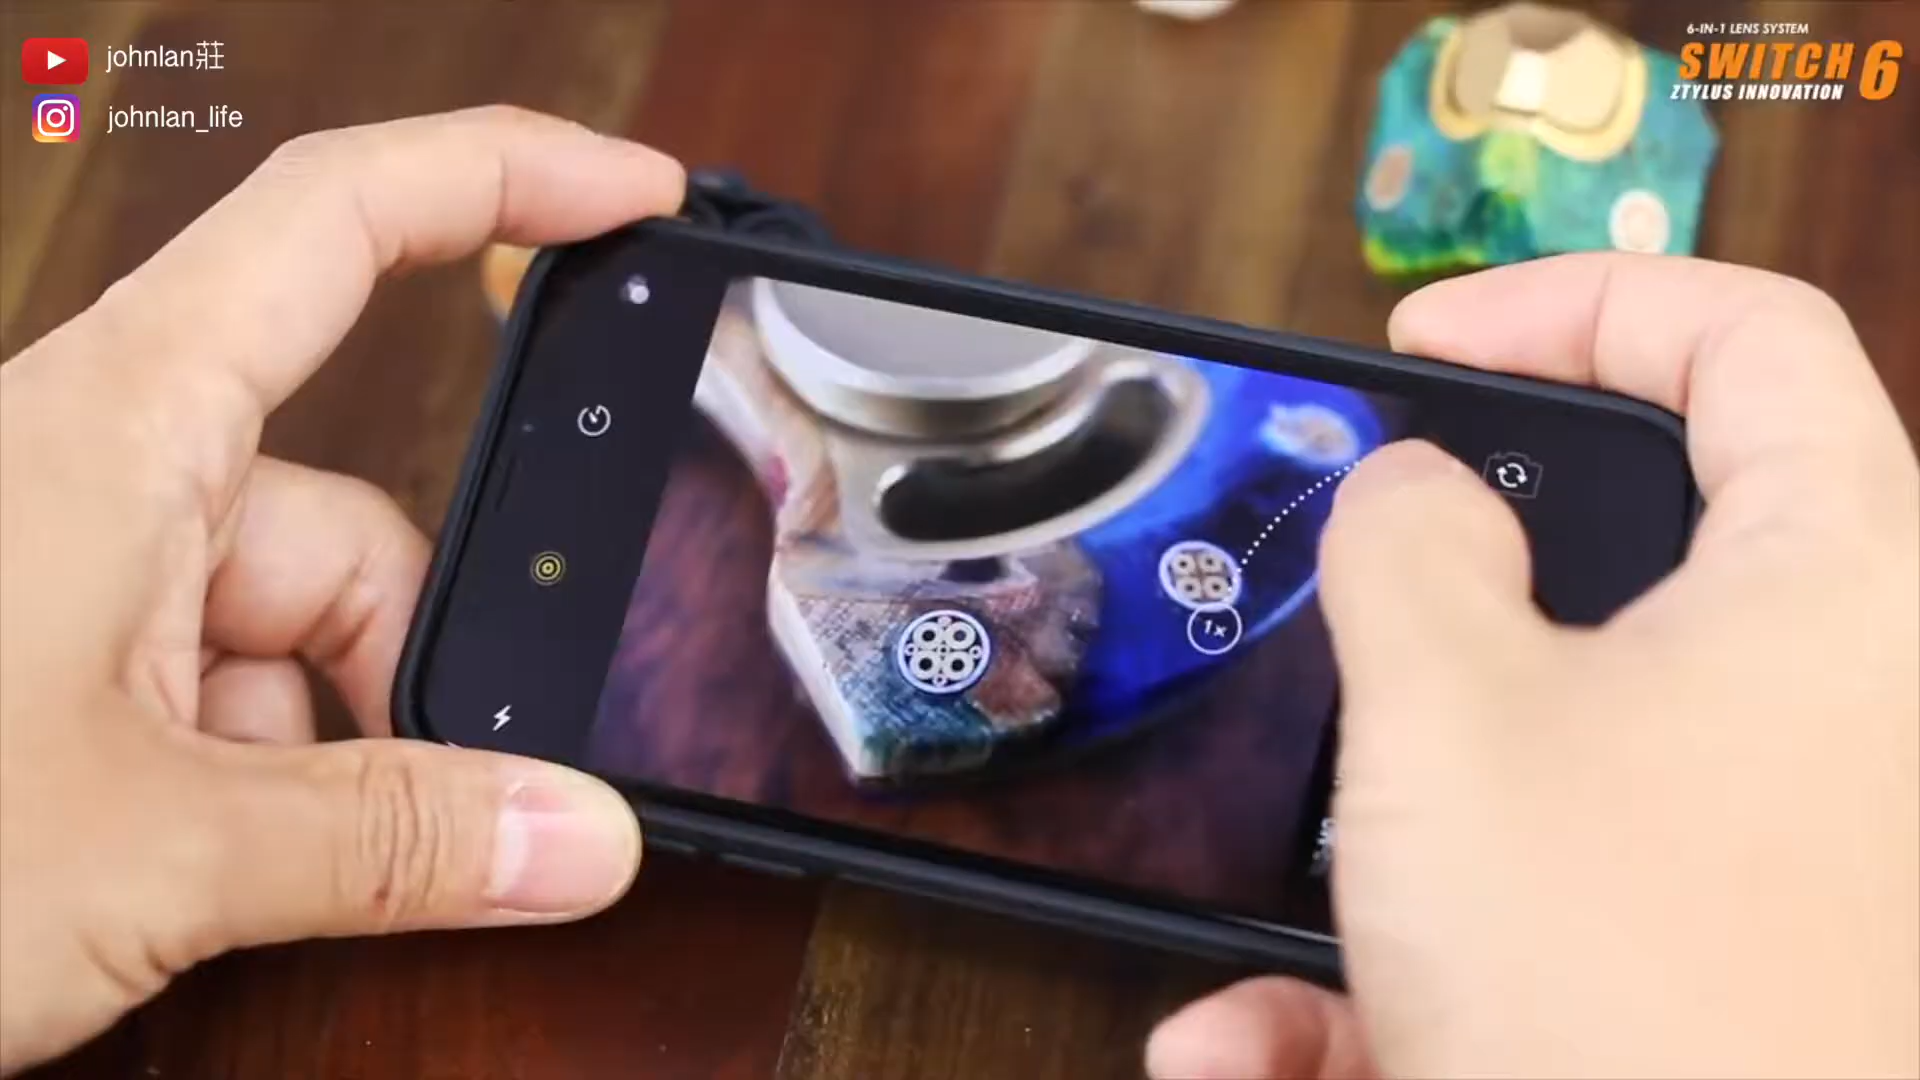 johnlan莊
johnlan_life
6-IN-1 LENS SYSTEM
SWITCH 6
ZTYLUS INNOVATION
1x